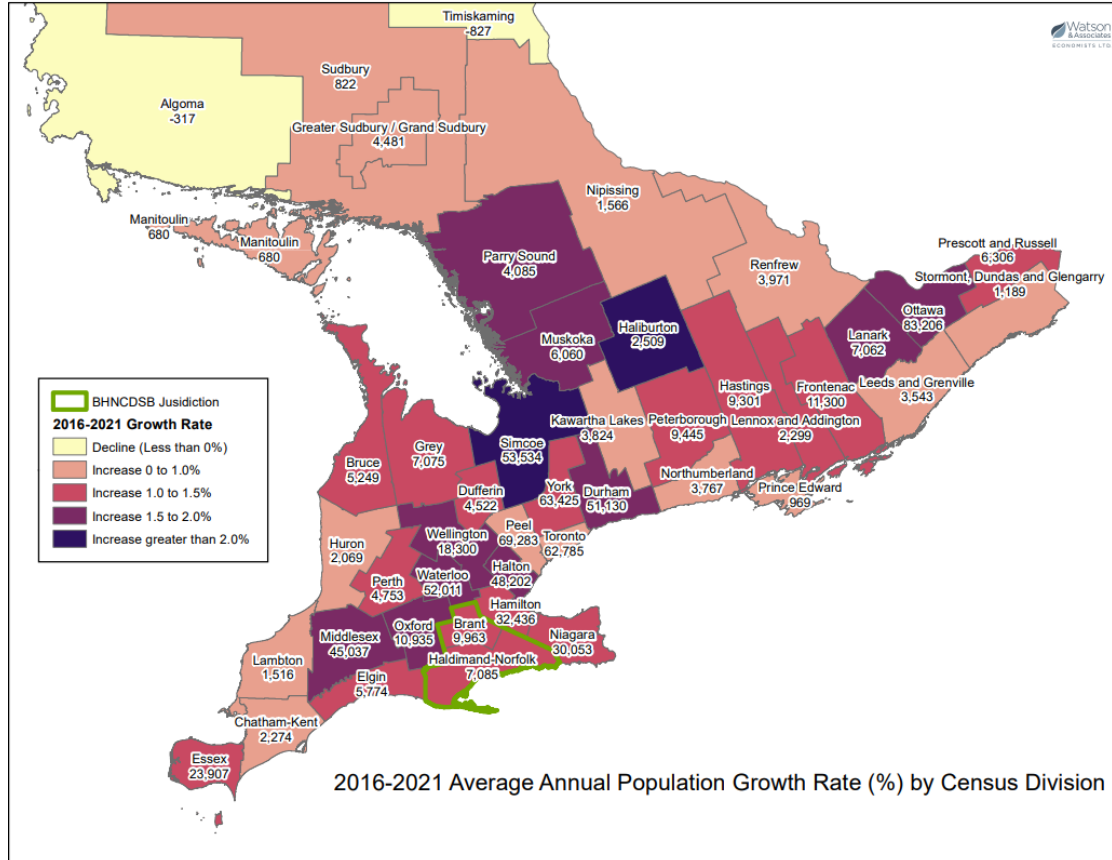 Timiskaming
-827
Watson
& Associates
ECONOMISTS LTD.
Sudbury
822
Algoma
-317
Greater Sudbury / Grand Sudbury
4,481
Nipissing
1,566
Manitoulin
680
Manitoulin
680
Parry Sound
4,085
Renfrew
3,971
Prescott and Russell
6,306
Stormont, Dundas and Glengarry
1,189
Ottawa
83,206
Lanark
7,062
Haliburton
2,509
Muskoka
6,060
Hastings
9,301
Frontenac
11,300
Leeds and Grenville
3,543
BHNCDSB Jusidiction
2016-2021 Growth Rate
Decline (Less than 0%)
Increase 0 to 1.0%
Increase 1.0 to 1.5%
Increase 1.5 to 2.0%
Increase greater than 2.0%
Kawartha Lakes
3,824
Peterborough
9,445
Lennox and Addington
2,299
Simcoe
53,534
Grey
7,075
Bruce
5,249
Dufferin
4,522
York
63,425
Durham
51,130
Northumberland
3,767
Prince Edward
969
Peel
69,283
Toronto
62,785
Wellington
18,300
Huron
2,069
Perth
4,753
Waterloo
52,011
Halton
48,202
Hamilton
32,436
Brant
9,963
Niagara
30,053
Oxford
10,935
Middlesex
45,037
Haldimand-Norfolk
7,085
Lambton
1,516
Elgin
5,774
Chatham-Kent
2,274
Essex
23,907
2016-2021 Average Annual Population Growth Rate (%) by Census Division